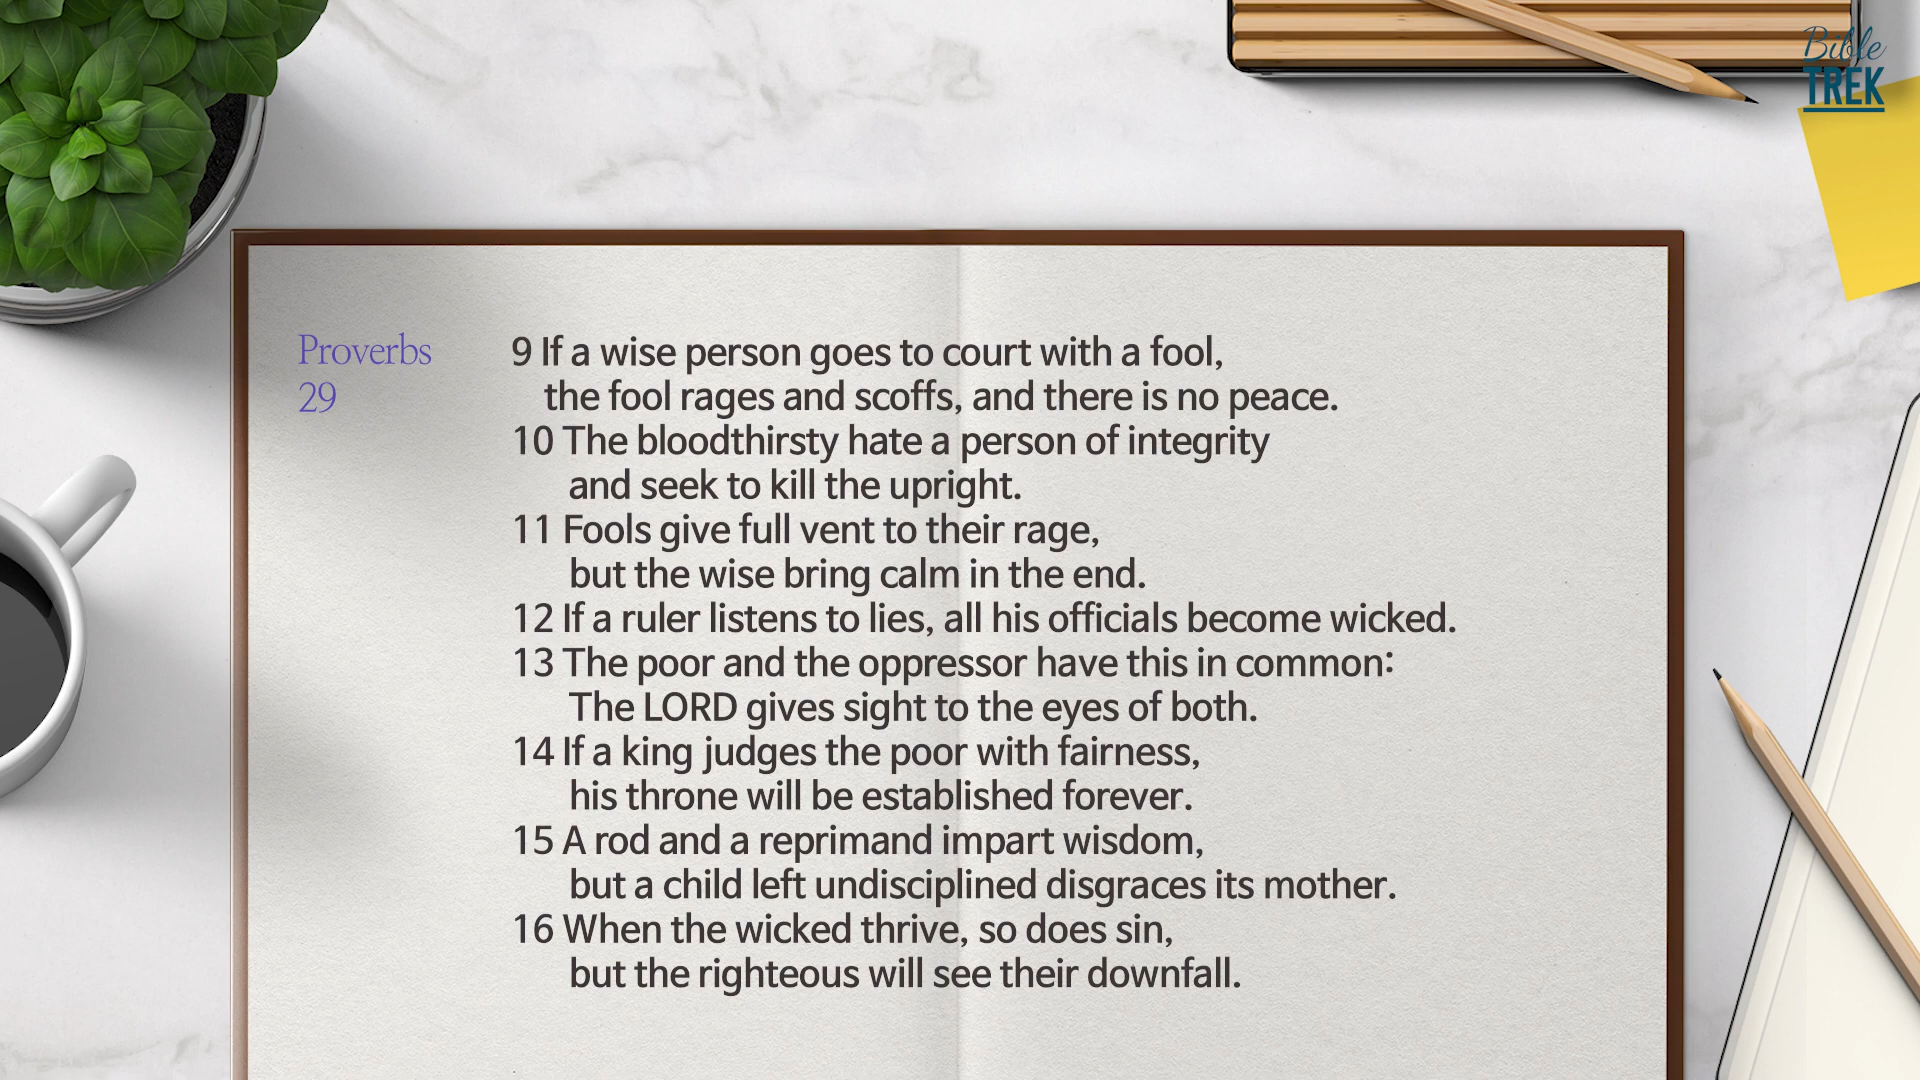 Bible
TREK
Proverbs
29
9 If a wise person goes to court with a fool,
the fool rages and scoffs, and there is no peace.
10 The bloodthirsty hate a person of integrity
and seek to kill the upright.
11 Fools give full vent to their rage,
but the wise bring calm in the end.
12 If a ruler listens to lies, all his officials become wicked.
13 The poor and the oppressor have this in common:
The LORD gives sight to the eyes of both.
14 If a king judges the poor with fairness,
his throne will be established forever.
15 A rod and a reprimand impart wisdom,
but a child left undisciplined disgraces its mother.
16 When the wicked thrive, so does sin,
but the righteous will see their downfall.